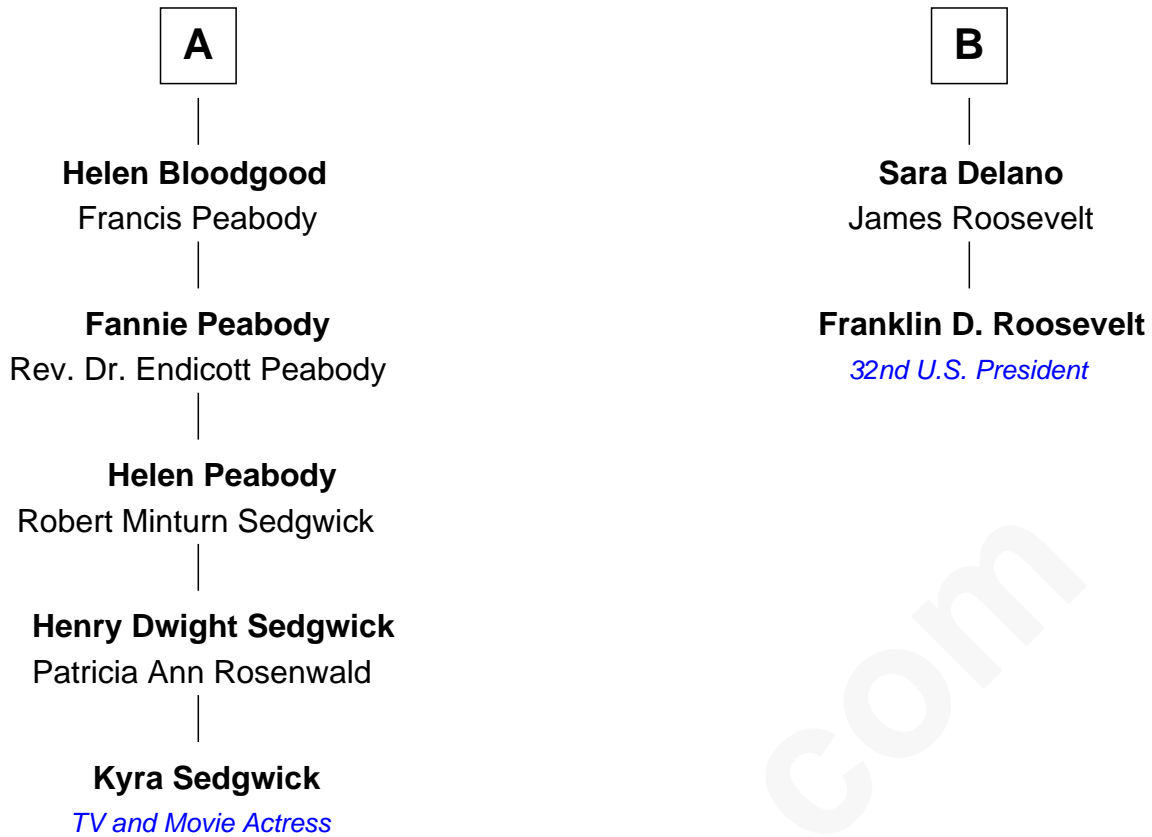 A
Helen Bloodgood
Francis Peabody
Fannie Peabody
Rev. Dr. Endicott Peabody
Helen Peabody
Robert Minturn Sedgwick
Henry Dwight Sedgwick
Patricia Ann Rosenwald
Kyra Sedgwick
TV and Movie Actress
B
Sara Delano
James Roosevelt
Franklin D. Roosevelt
32nd U.S. President
com